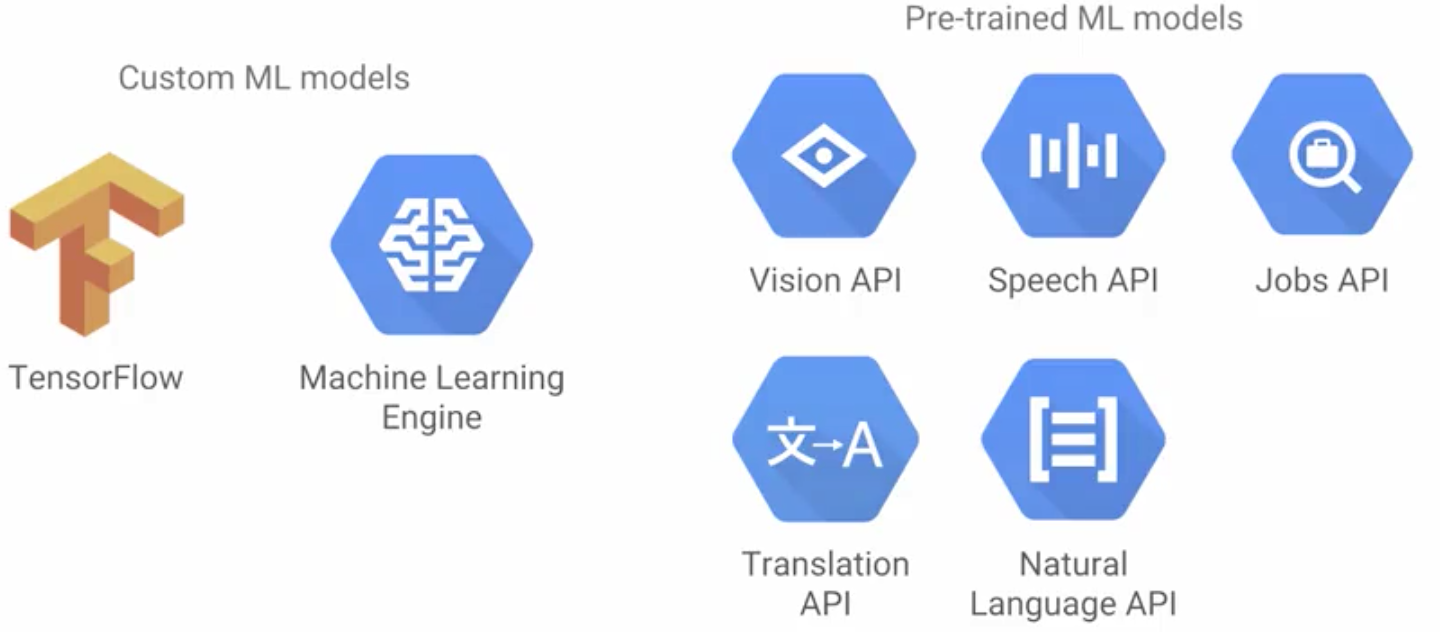 Custom ML models
TensorFlow
Machine Learning
Engine
Pre-trained ML models
Vision API
Speech API
Jobs API
文→A
Translation
API
Natural
Language API